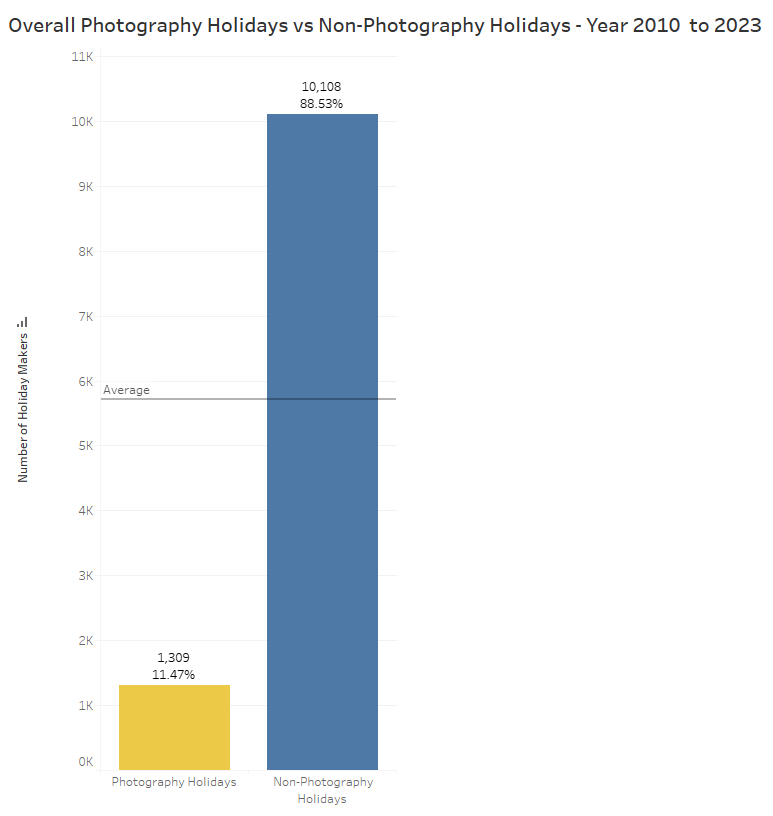 Overall Photography Holidays vs Non-Photography Holidays - Year 2010  to 2023
11K
10,108
88.53%
10K
9K
8K
7K
Number of Holiday Makers
6K
Average
5K
4K
3K
2K
1,309
11.47%
1K
0K
Photography Holidays
Non-Photography
Holidays